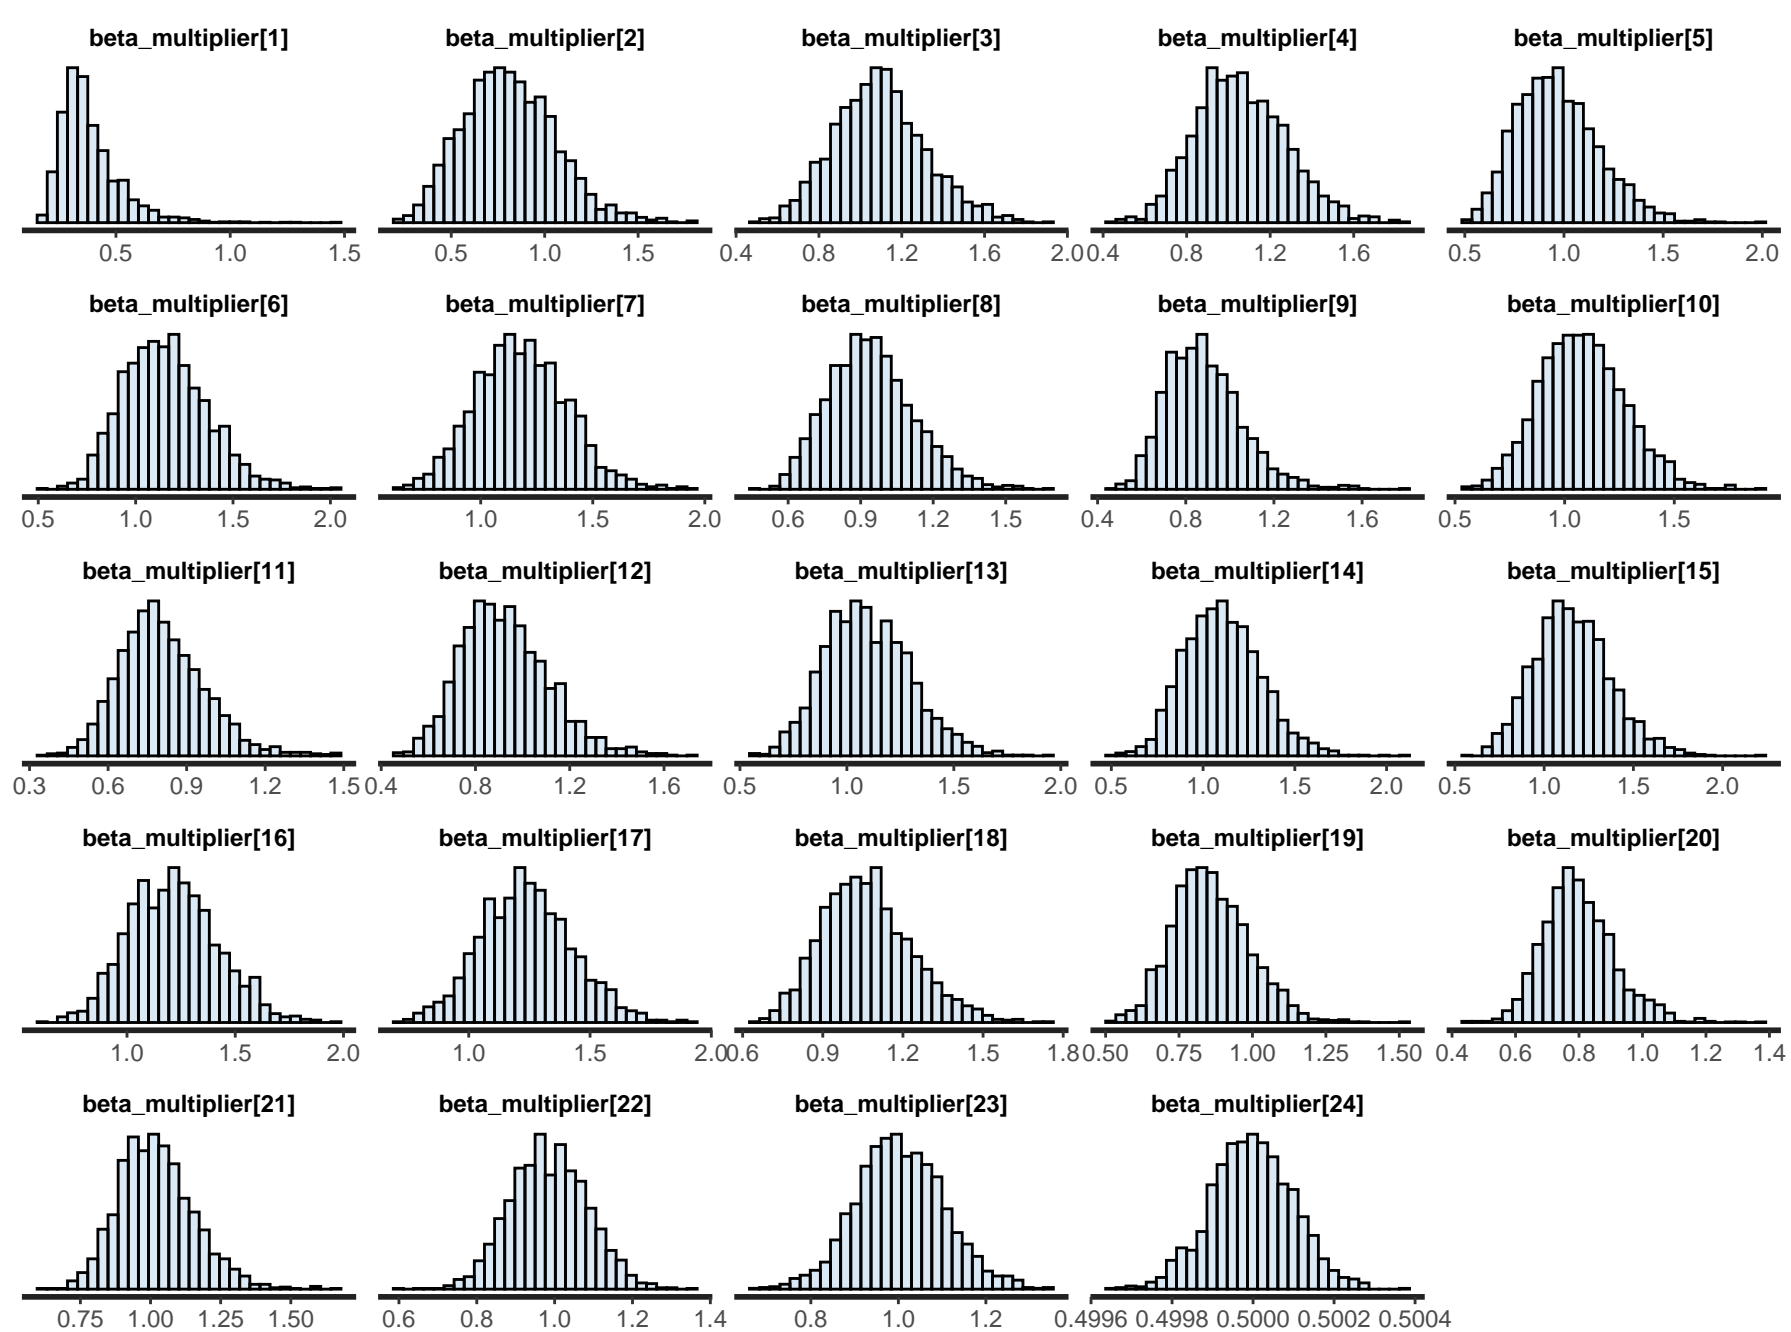 beta_multiplier[1] beta_multiplier[2] beta_multiplier[3] beta_multiplier[4] beta_multiplier[5]
0.5 1.0 1.5 0.5 1.0 1.5 0.4 0.8 1.2 1.6 2.0 0.4 0.8 1.2 1.6 0.5 1.0 1.5 2.0
beta_multiplier[6] beta_multiplier[7] beta_multiplier[8] beta_multiplier[9] beta_multiplier[10]
0.5 1.0 1.5 2.0 1.0 1.5 2.0 0.6 0.9 1.2 1.5 0.4 0.8 1.2 1.6 0.5 1.0 1.5
beta_multiplier[11] beta_multiplier[12] beta_multiplier[13] beta_multiplier[14] beta_multiplier[15]
0.3 0.6 0.9 1.2 1.5 0.4 0.8 1.2 1.6 0.5 1.0 1.5 2.0 0.5 1.0 1.5 2.0 0.5 1.0 1.5 2.0
beta_multiplier[16] beta_multiplier[17] beta_multiplier[18] beta_multiplier[19] beta_multiplier[20]
1.0 1.5 2.0 1.0 1.5 2.0 0.6 0.9 1.2 1.5 1.8 0.50 0.75 1.00 1.25 1.50 0.4 0.6 0.8 1.0 1.2 1.4
beta_multiplier[21] beta_multiplier[22] beta_multiplier[23] beta_multiplier[24]
0.75 1.00 1.25 1.50 0.6 0.8 1.0 1.2 1.4 0.8 1.0 1.2 0.4996 0.4998 0.5000 0.5002 0.5004